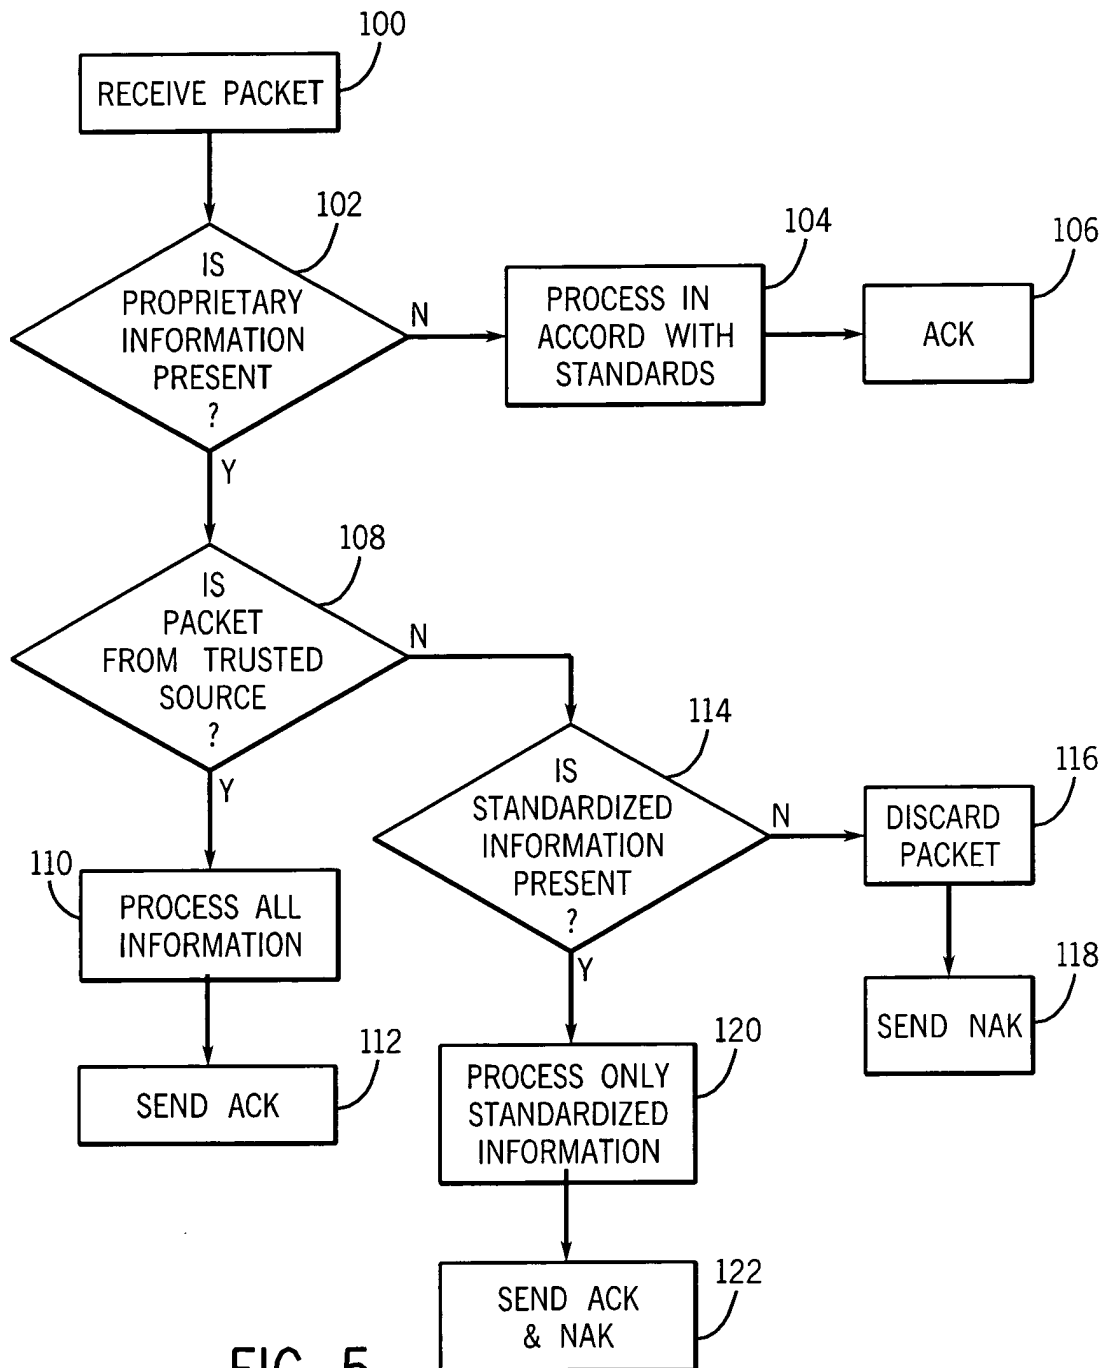 100
RECEIVE PACKET
102
IS
PROPRIETARY
INFORMATION
PRESENT
?
N
Y
104
PROCESS IN
ACCORD WITH
STANDARDS
106
ACK
108
IS
PACKET
FROM TRUSTED
SOURCE
?
N
Y
110
PROCESS ALL
INFORMATION
112
SEND ACK
114
IS
STANDARDIZED
INFORMATION
PRESENT
?
N
Y
116
DISCARD
PACKET
118
SEND NAK
120
PROCESS ONLY
STANDARDIZED
INFORMATION
122
SEND ACK
& NAK
FIG. 5